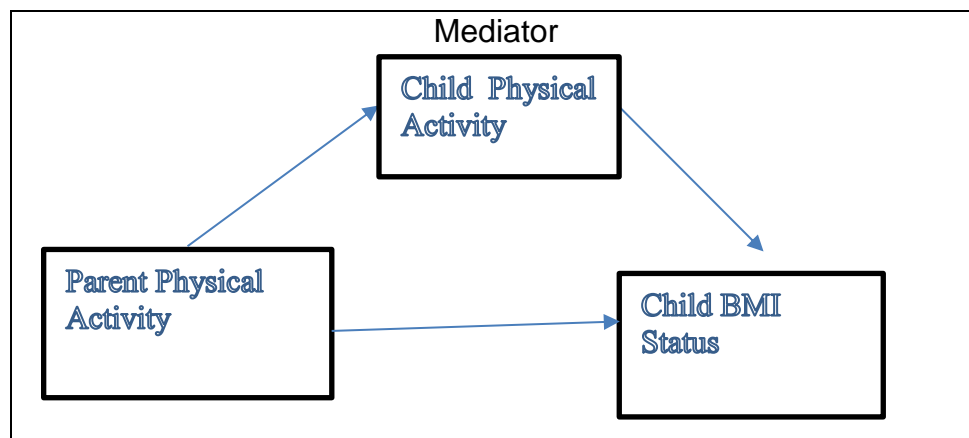 Mediator
Child Physical
Activity
Parent Physical
Activity
Child BMI
Status